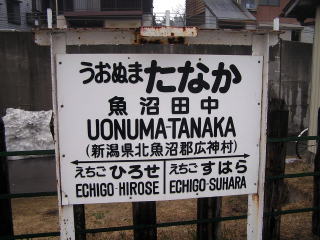 うおぬまたなか
魚沼田中
UONUMA-TANAKA
(新潟県北魚沼郡広神村)
えちごひろせ えちごすはら
ECHIGO-HIROSE ECHIGO-SUHARA